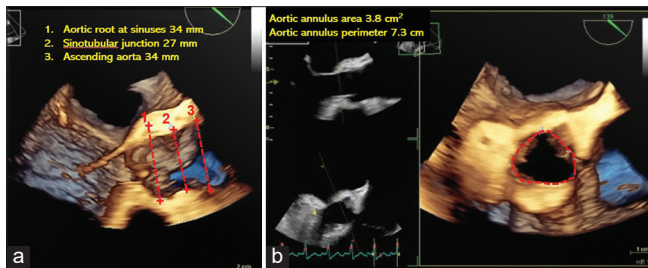 1. Aortic root at sinuses 34 mm
2. Sinotubular junction 27 mm
3. Ascending aorta 34 mm
1
2
3
a
Aortic annulus area 3.8 cm²
Aortic annulus perimeter 7.3 cm
b
139